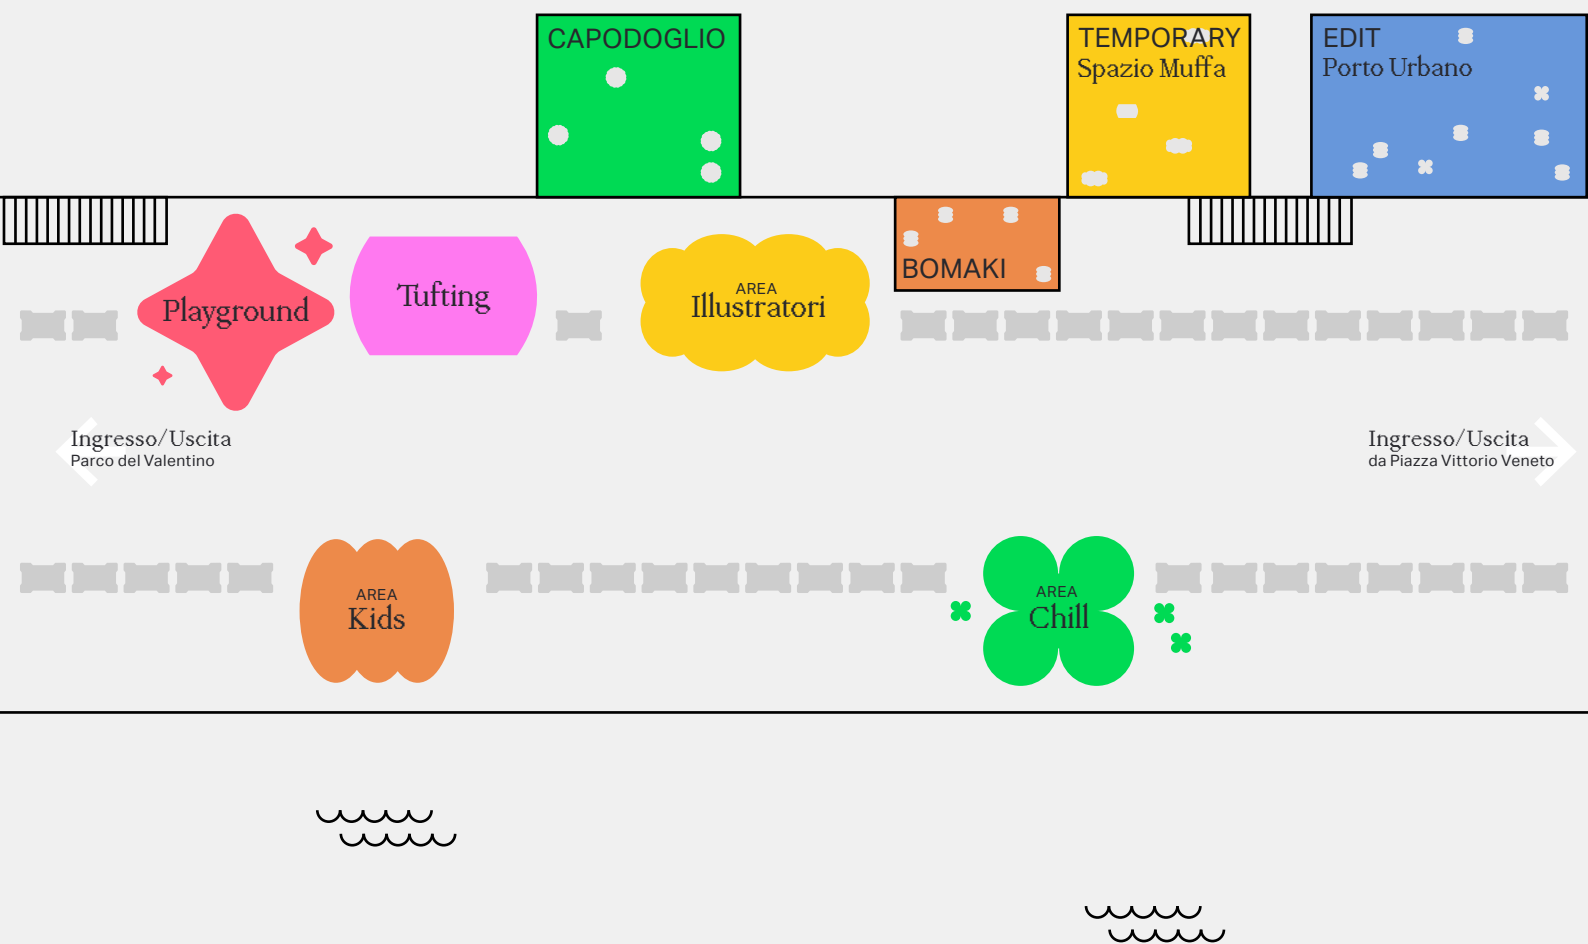 CAPODOGLIO
TEMPORARY
Spazio Muffa
EDIT
Porto Urbano
BOMAKI
Playground
Tufting
AREA
Illustratori
Ingresso/Uscita
Parco del Valentino
Ingresso/Uscita
da Piazza Vittorio Veneto
AREA
Kids
AREA
Chill